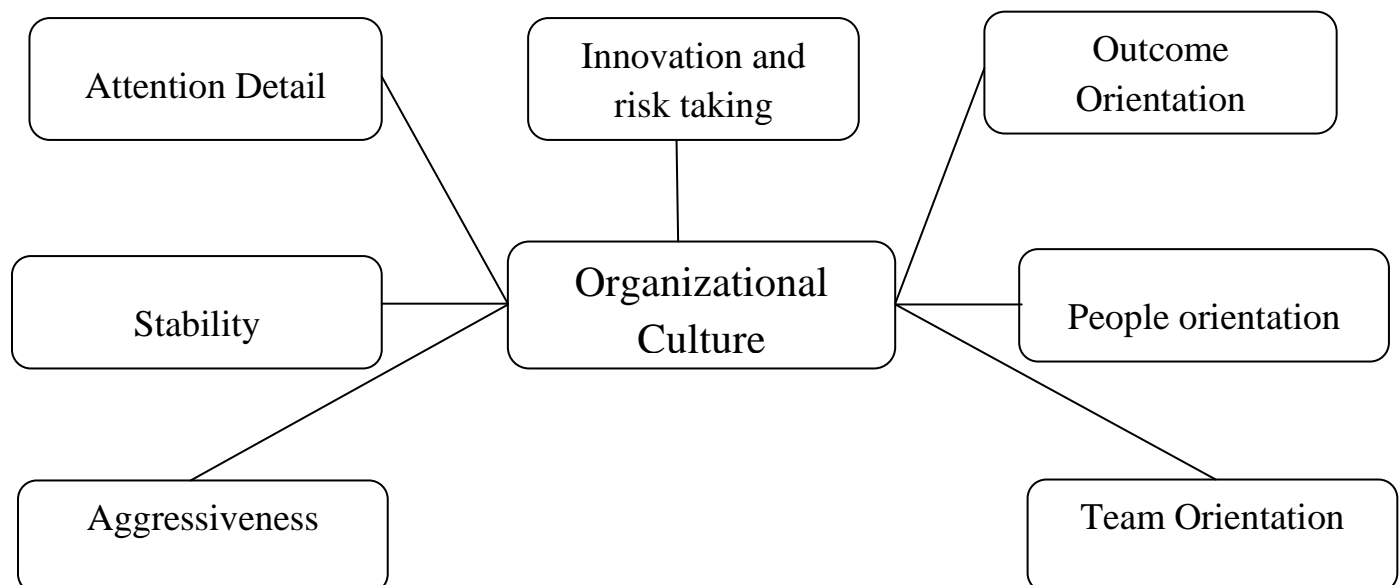 Attention Detail
Innovation and
risk taking
Outcome
Orientation
Stability
Organizational
Culture
People orientation
Aggressiveness
Team Orientation